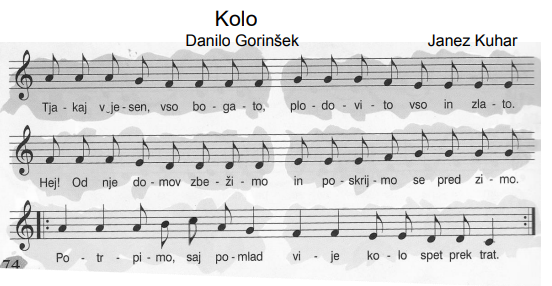 Kolo
Danilo Gorinšek Janez Kuhar
Tja - kaj v je - sen, vso bo - ga - to, plo - do - vi - to vso in zla - to.
Hej! Od nje do - mov zbe - ži - mo in po - skrij - mo se pred zi - mo.
Po - tr - pi - mo, saj po - mlad vi - je ko - lo spet prek trat.
74